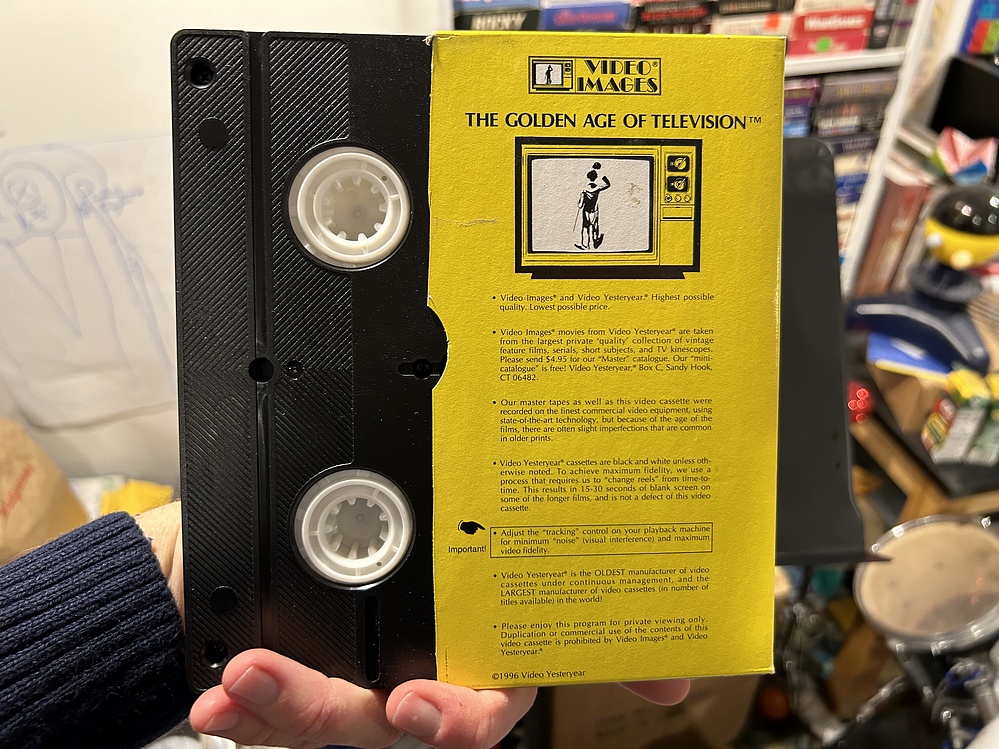 ROCKY
VIDEO®
IMAGES
THE GOLDEN AGE OF TELEVISION™
• Video Images® and Video Yesteryear.® Highest possible
quality. Lowest possible price.
• Video Images® movies from Video Yesteryear® are taken
from the largest private 'quality' collection of vintage
feature films, serials, short subjects, and TV kinescopes.
Please send $4.95 for our "Master" catalogue. Our "mini-
catalogue" is free! Video Yesteryear,® Box C, Sandy Hook,
CT 06482.
• Our master tapes as well as this video cassette were
recorded on the finest commercial video equipment, using
state-of-the-art technology, but because of the age of the
films, there are often slight imperfections that are common
in older prints.
• Video Yesteryear® cassettes are black and white unless oth-
erwise noted. To achieve maximum fidelity, we use a
process that requires us to "change reels" from time-to-
time. This results in 15-30 seconds of blank screen on
some of the longer films, and is not a defect of this video
cassette.
Important!
• Adjust the "tracking" control on your playback machine
for minimum "noise" (visual interference) and maximum
video fidelity.
• Video Yesteryear® is the OLDEST manufacturer of video
cassettes under continuous management, and the
LARGEST manufacturer of video cassettes (in number of
titles available) in the world!
• Please enjoy this program for private viewing only.
Duplication or commercial use of the contents of this
video cassette is prohibited by Video Images® and Video
Yesteryear.®
©1996 Video Yesteryear